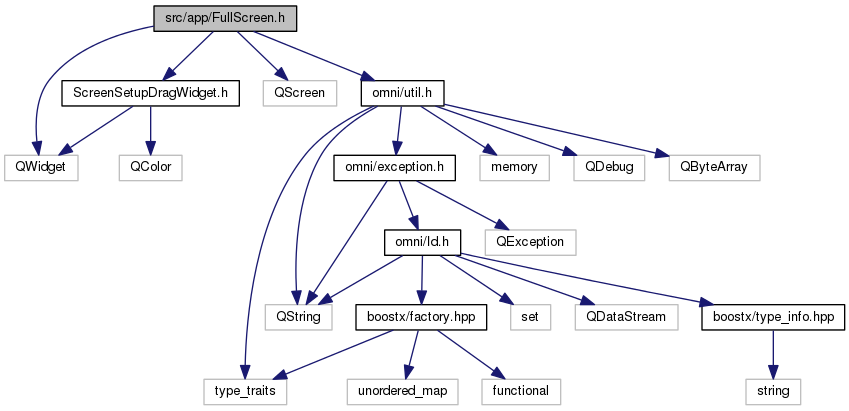 src/app/FullScreen.h
ScreenSetupDragWidget.h
QScreen
omni/util.h
QWidget
QColor
omni/exception.h
memory
QDebug
QByteArray
omni/Id.h
QException
QString
boostx/factory.hpp
set
QDataStream
boostx/type_info.hpp
type_traits
unordered_map
functional
string